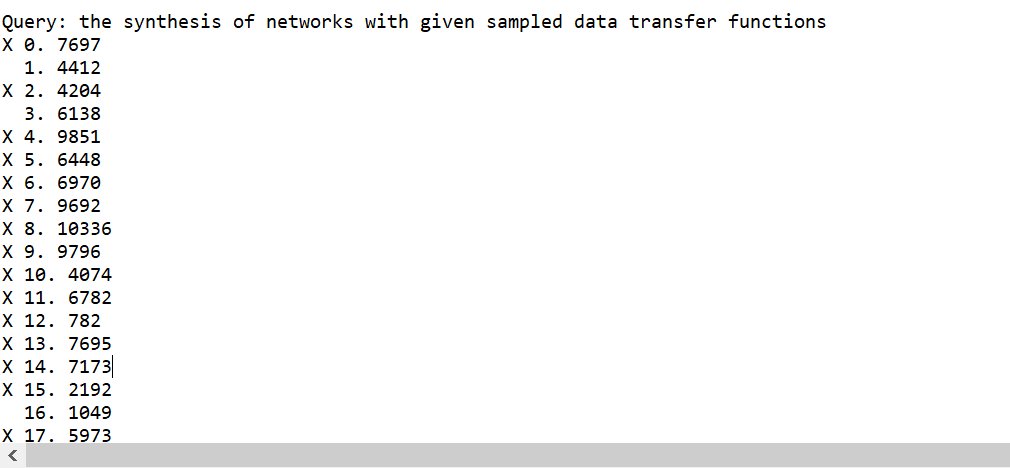 Query: the synthesis of networks with given sampled data transfer functions
X 0. 7697
  1. 4412
X 2. 4204
  3. 6138
X 4. 9851
X 5. 6448
X 6. 6970
X 7. 9692
X 8. 10336
X 9. 9796
X 10. 4074
X 11. 6782
X 12. 782
X 13. 7695
X 14. 7173
X 15. 2192
  16. 1049
X 17. 5973